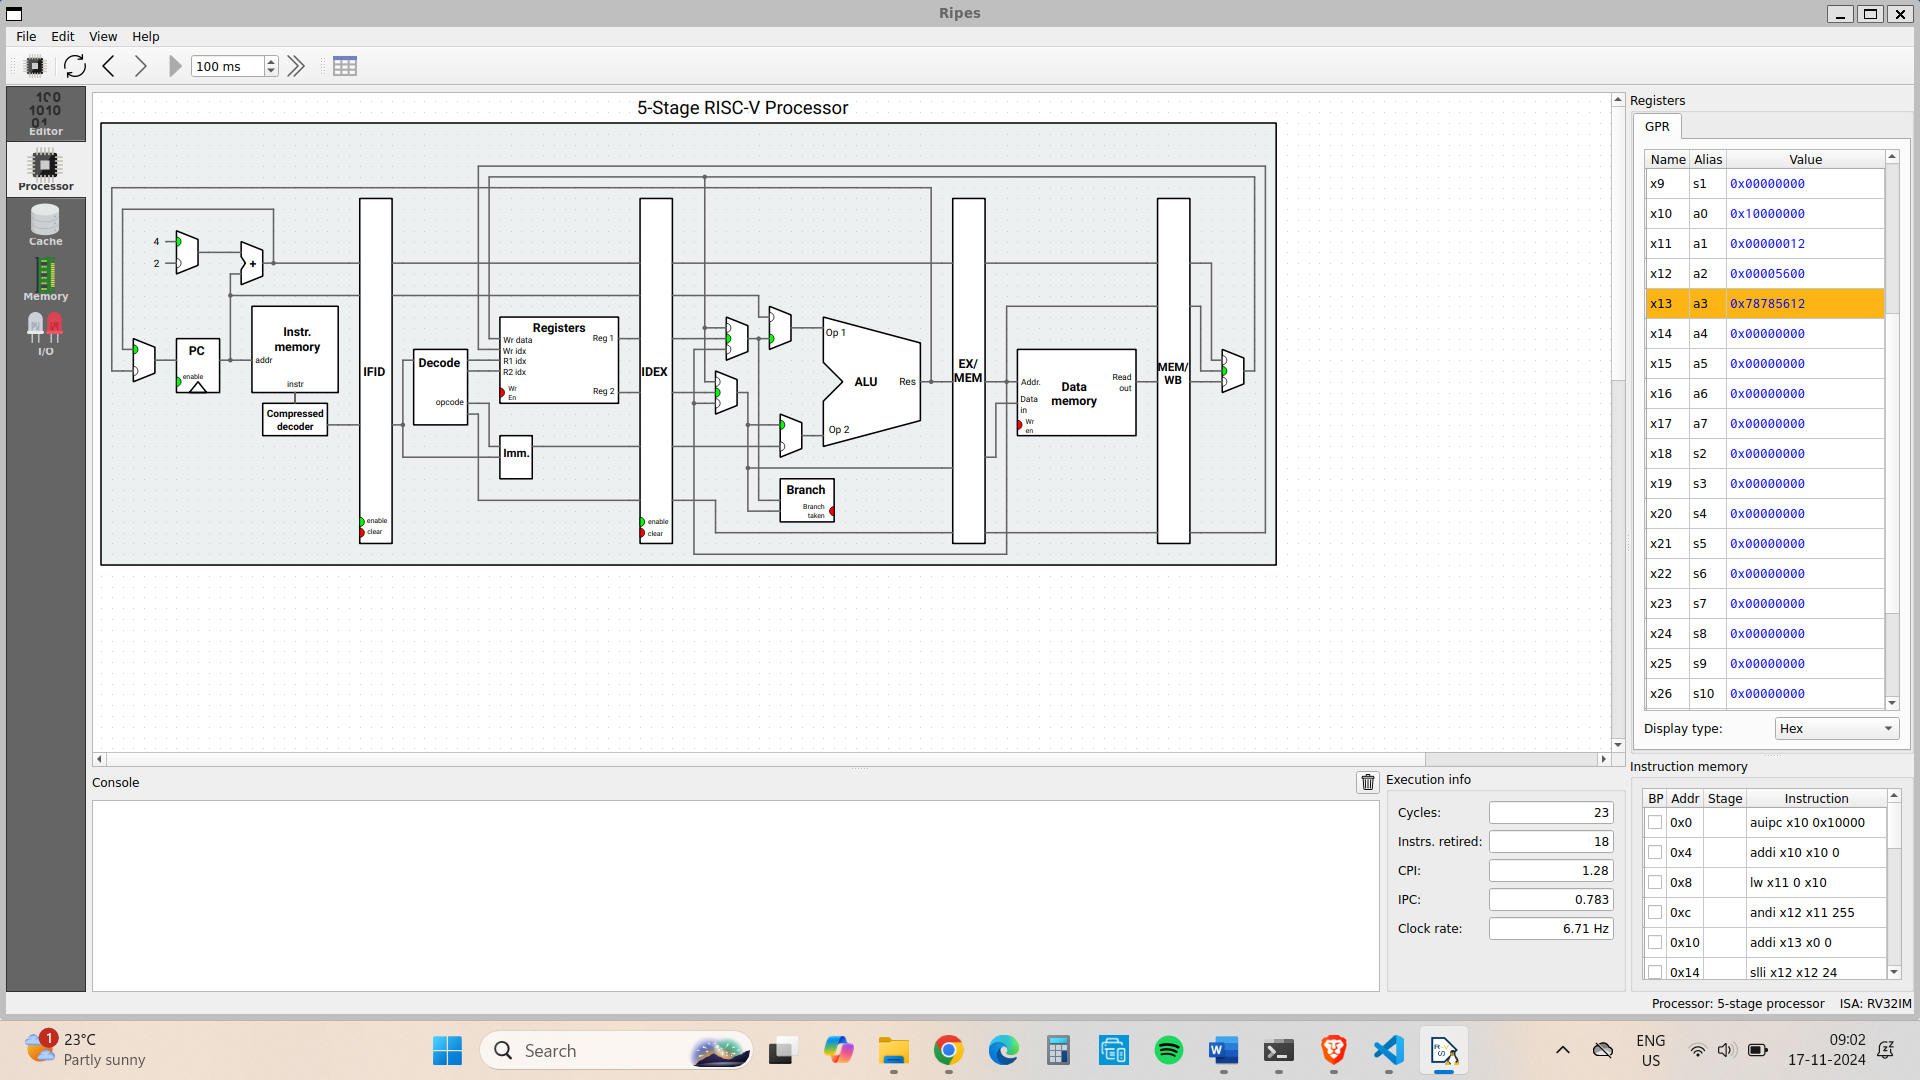 Ripes
File Edit View Help
100 ms
Editor
Processor
Cache
Memory
I/O
5-Stage RISC-V Processor
4
2
+
PC
enable
Instr.
memory
addr
instr
Compressed
decoder
IFID
enable
clear
Decode
opcode
Registers
Wr data
Wr idx
R1 idx
R2 idx
Wr
En
Reg 1
Reg 2
Imm.
IDEX
enable
clear
Op 1
ALU
Res
Op 2
Branch
Branch
taken
EX/
MEM
Addr.
Data
in
Wr
en
Data
memory
Read
out
MEM/
WB
Registers
GPR
Name Alias Value
x9 s1 0x00000000
x10 a0 0x10000000
x11 a1 0x00000012
x12 a2 0x00005600
x13 a3 0x78785612
x14 a4 0x00000000
x15 a5 0x00000000
x16 a6 0x00000000
x17 a7 0x00000000
x18 s2 0x00000000
x19 s3 0x00000000
x20 s4 0x00000000
x21 s5 0x00000000
x22 s6 0x00000000
x23 s7 0x00000000
x24 s8 0x00000000
x25 s9 0x00000000
x26 s10 0x00000000
Display type: Hex
Console
Execution info
Cycles: 23
Instrs. retired: 18
CPI: 1.28
IPC: 0.783
Clock rate: 6.71 Hz
Instruction memory
BP Addr Stage Instruction
0x0 auipc x10 0x10000
0x4 addi x10 x10 0
0x8 lw x11 0 x10
0xc andi x12 x11 255
0x10 addi x13 x0 0
0x14 slli x12 x12 24
Processor: 5-stage processor ISA: RV32IM
1
23°C
Partly sunny
Search
ENG
US
09:02
17-11-2024